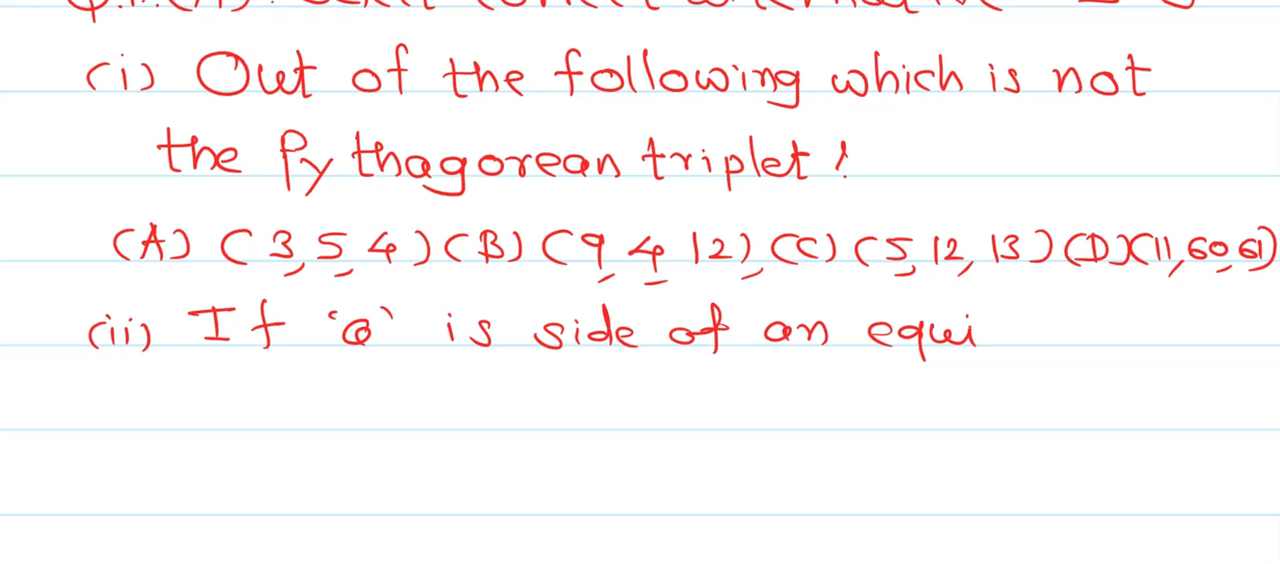 (i) Out of the following which is not
the Pythagorean triplet?
(A) (3, 5, 4) (B) (9, 4, 12), (C) (5, 12, 13) (D) (11, 60, 61)
(ii) If 'a' is side of an equi